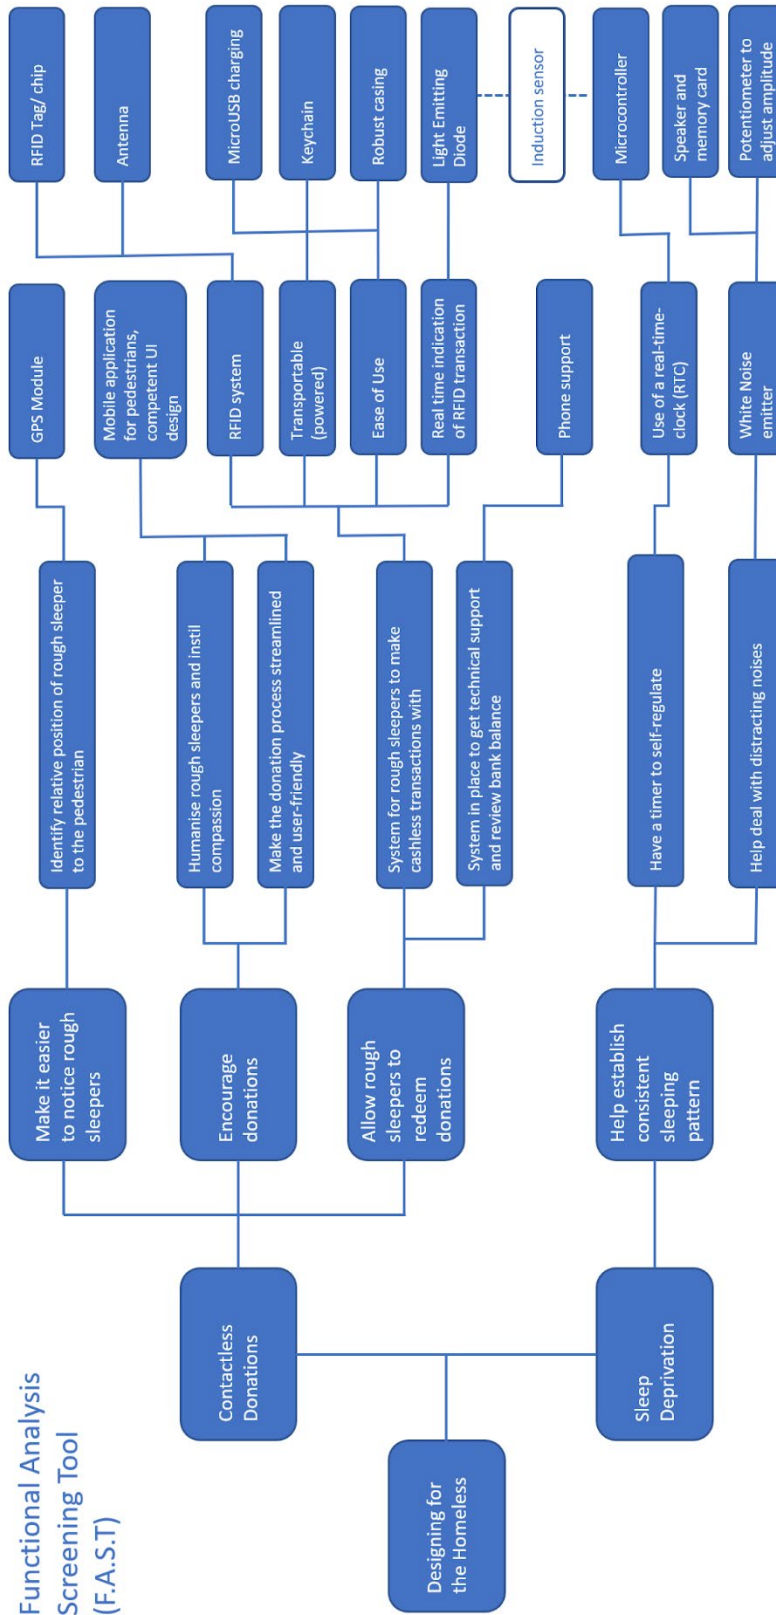 Functional Analysis
Screening Tool
(F.A.S.T)
Designing for
the Homeless
Contactless
Donations
Sleep
Deprivation
Make it easier
to notice rough
sleepers
Encourage
donations
Allow rough
sleepers to
redeem
donations
Help establish
consistent
sleeping
pattern
Identify relative position of rough sleeper
to the pedestrian
Humanise rough sleepers and instil
compassion
Make the donation process streamlined
and user-friendly
System for rough sleepers to make
cashless transactions with
System in place to get technical support
and review bank balance
Have a timer to self-regulate
Help deal with distracting noises
GPS Module
Mobile application
for pedestrians,
competent UI
design
RFID system
Transportable
(powered)
Ease of Use
Real time indication
of RFID transaction
Phone support
Use of a real-time-
clock (RTC)
White Noise
emitter
RFID Tag/ chip
Antenna
MicroUSB charging
Keychain
Robust casing
Light Emitting
Diode
Induction sensor
Microcontroller
Speaker and
memory card
Potentiometer to
adjust amplitude